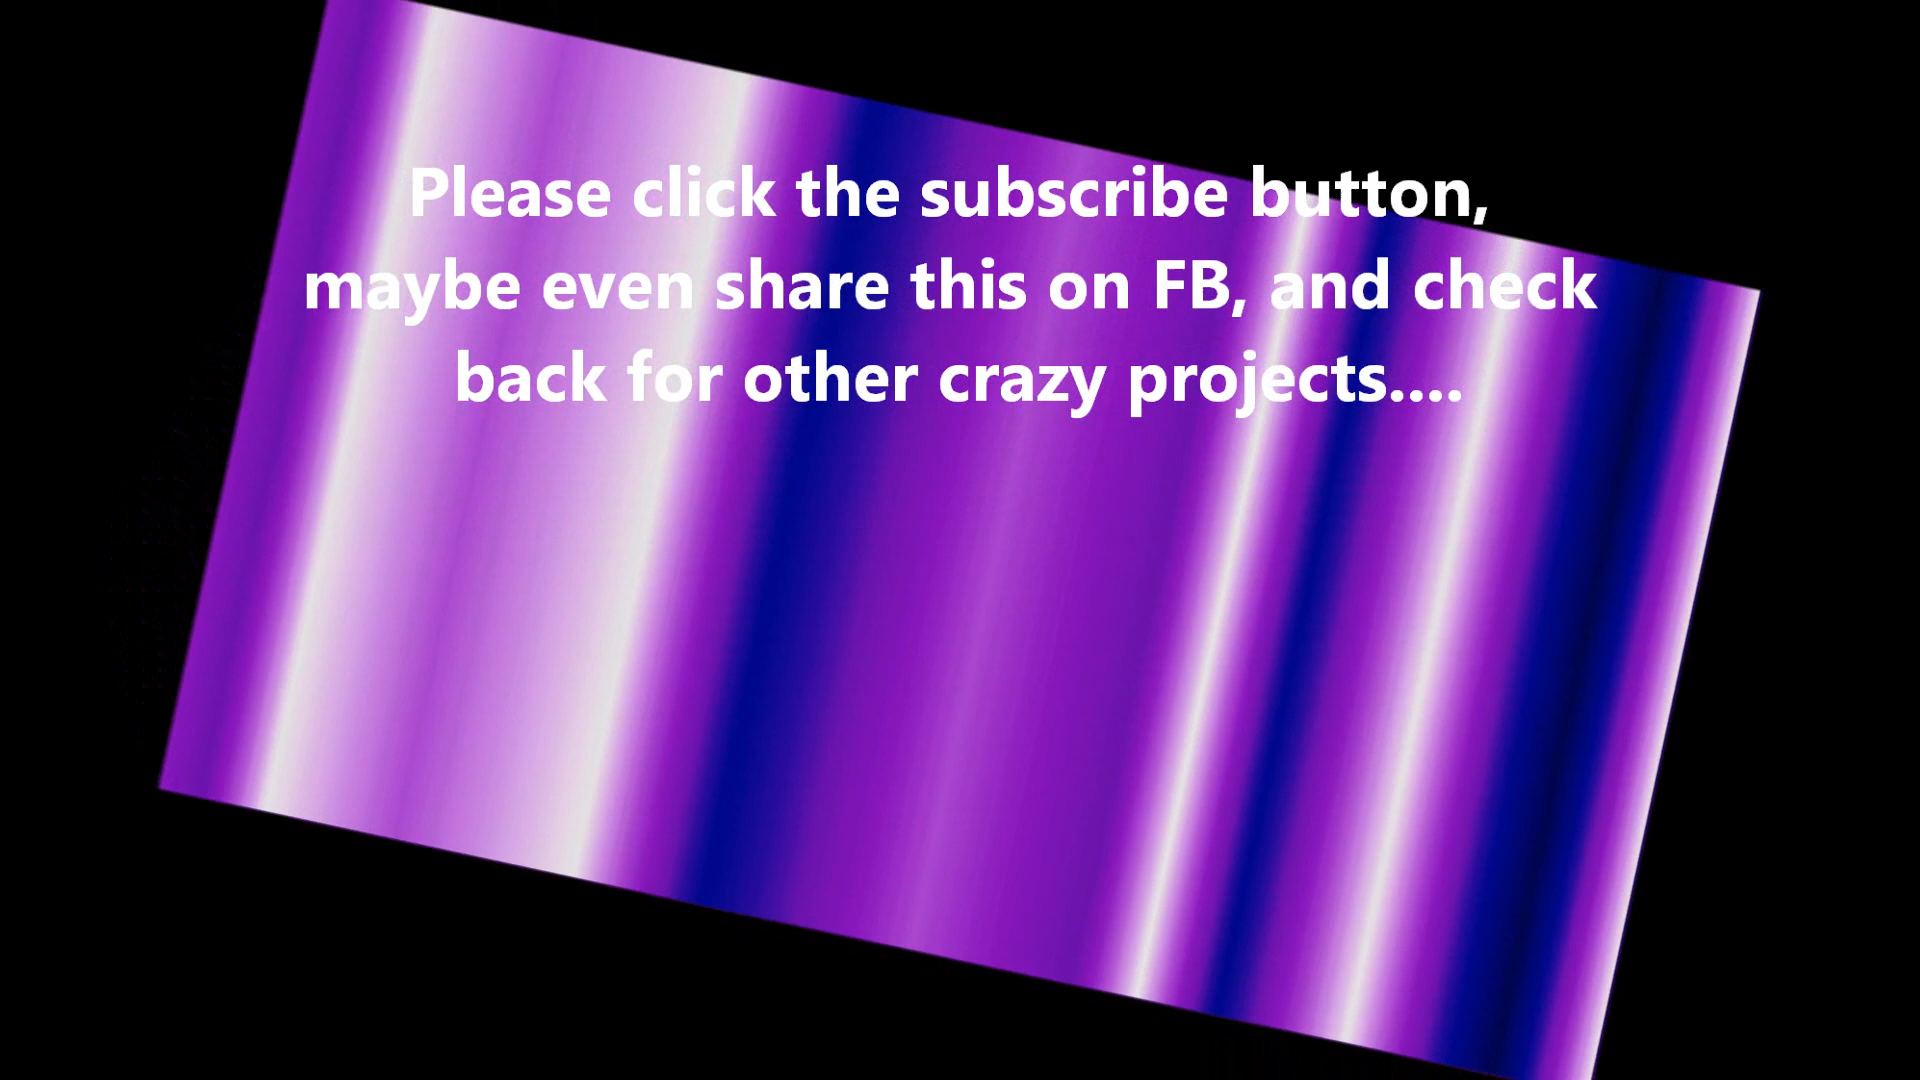 Please click the subscribe button,
maybe even share this on FB, and check
back for other crazy projects....